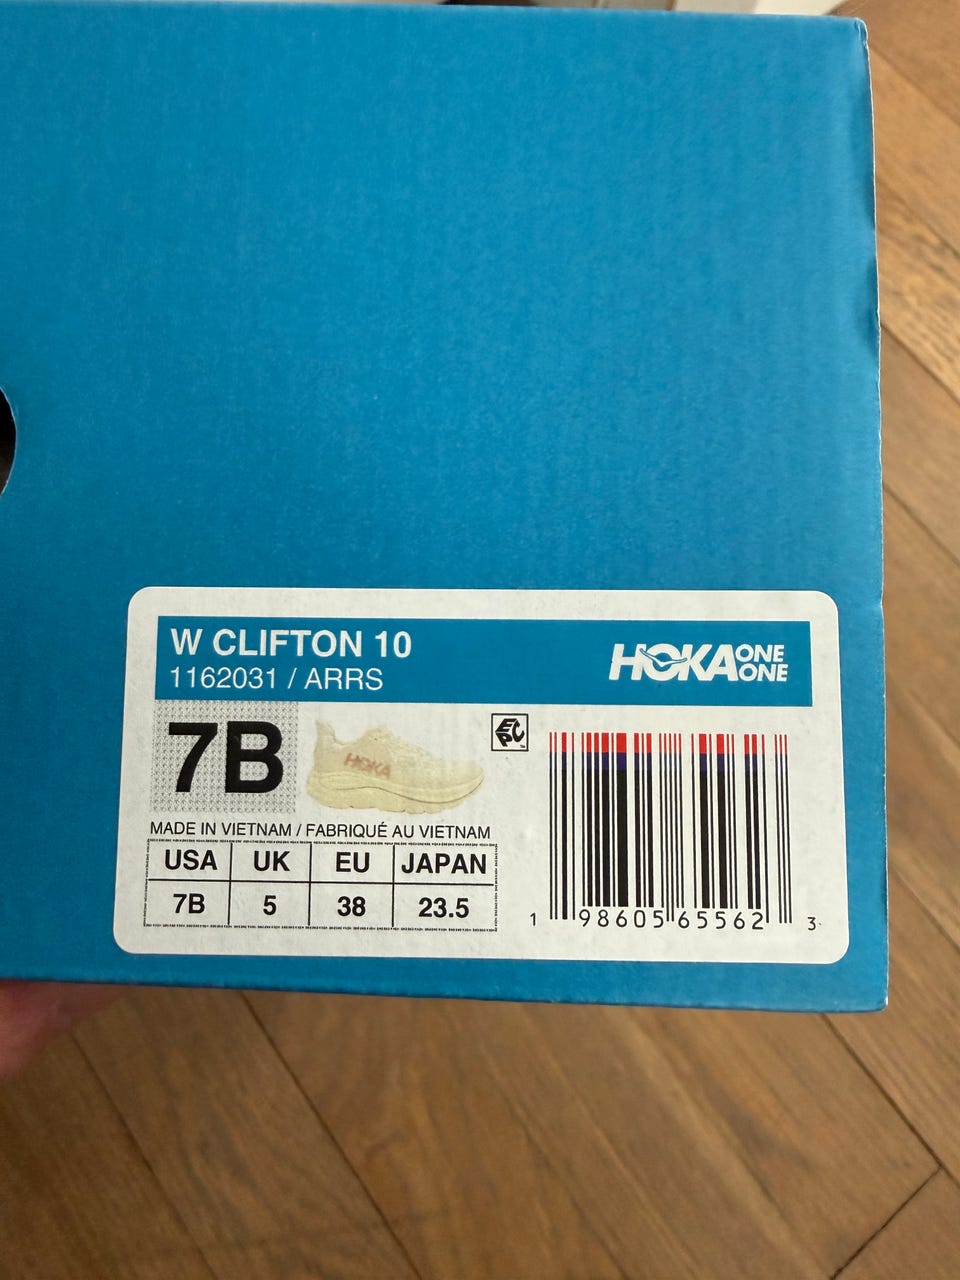 W CLIFTON 10
1162031 / ARRS
HOKA ONE ONE
7B
HOKA
EPC
MADE IN VIETNAM / FABRIQUÉ AU VIETNAM
USA UK EU JAPAN
7B 5 38 23.5
1 98605 65562 3